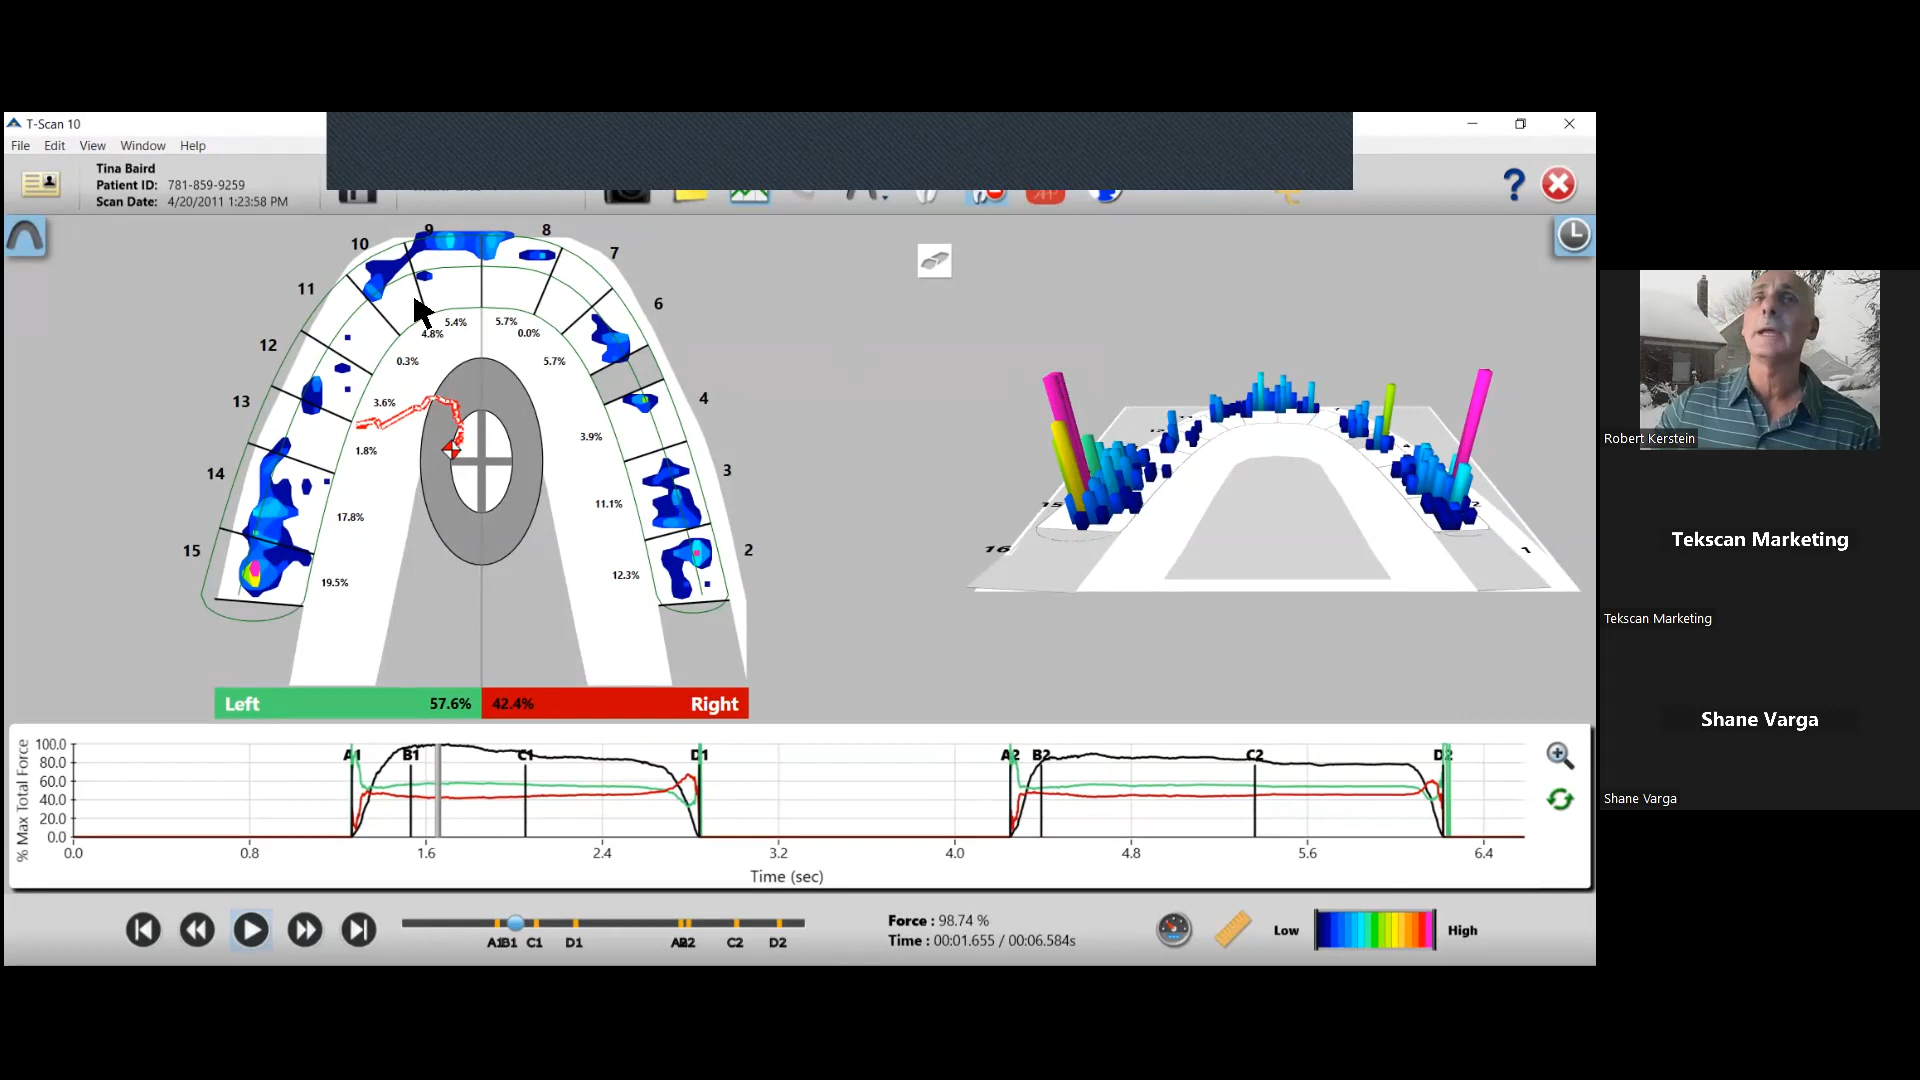 T-Scan 10
File Edit View Window Help
Tina Baird
Patient ID: 781-859-9259
Scan Date: 4/20/2011 1:23:58 PM
9 8
10 7
11 6
12
13 4
14 3
15 2
5.4% 5.7%
4.8% 0.0%
0.3% 5.7%
3.6%
1.8% 3.9%
17.8% 11.1%
19.5% 12.3%
Left 57.6% 42.4% Right
16 15 1
% Max Total Force
100.0
80.0
60.0
40.0
20.0
0.0
A1 B1 C1 D1 A2 B2 C2 D2
0.0 0.8 1.6 2.4 3.2 4.0 4.8 5.6 6.4
Time (sec)
A1B1 C1 D1 AB2 C2 D2
Force : 98.74 %
Time : 00:01.655 / 00:06.584s
Low High
Robert Kerstein
Tekscan Marketing
Tekscan Marketing
Shane Varga
Shane Varga